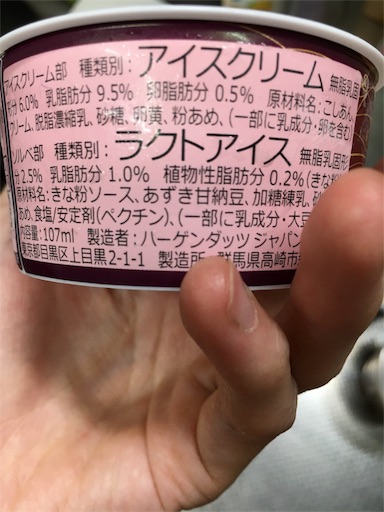 アイスクリーム部 種類別：アイスクリーム 無脂乳固
分6.0% 乳脂肪分 9.5% 卵脂肪分 0.5% 原材料名：こしあん、
リーム、脱脂濃縮乳、砂糖、卵黄、粉あめ、(一部に乳成分・卵を含む)
ソルベ部 種類別：ラクトアイス 無脂乳固形
分2.5% 乳脂肪分 1.0% 植物性脂肪分 0.2% (きな粉
原材料名：きな粉ソース、あずき甘納豆、加糖練乳、砂
あめ、食塩/安定剤(ペクチン)、(一部に乳成分・大豆
内容量：107ml 製造者：ハーゲンダッツ ジャパン
東京都目黒区上目黒2-1-1 製造所 群馬県高崎市